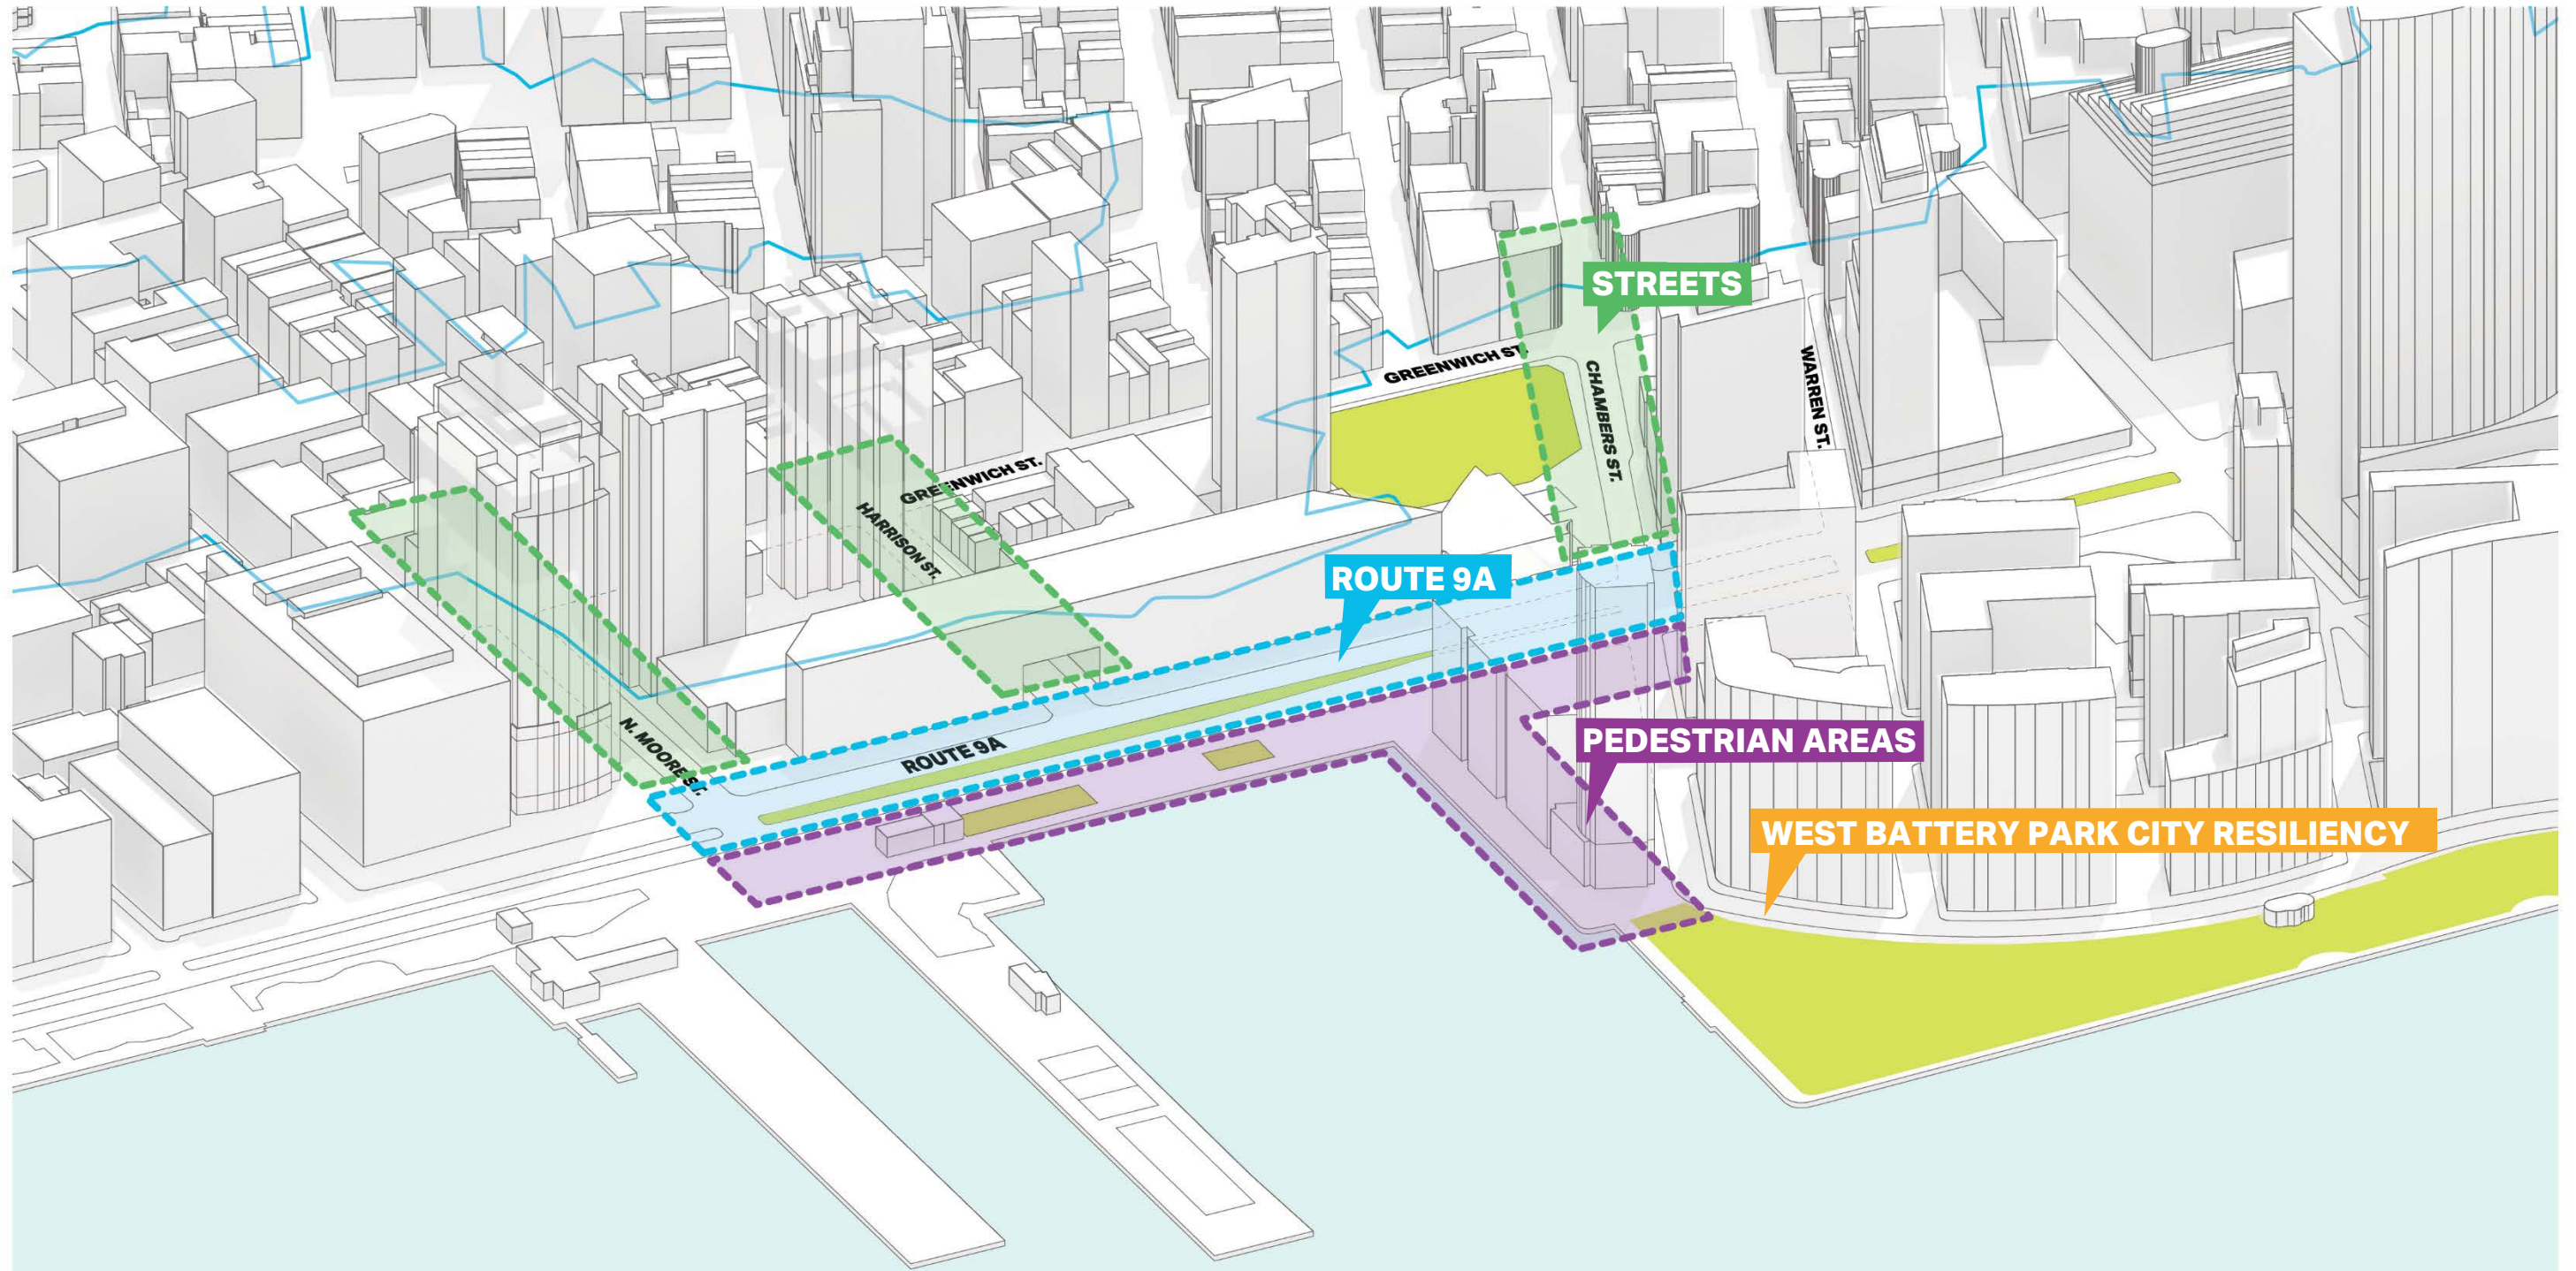 STREETS
GREENWICH ST.
WARREN ST.
CHAMBERS ST.
GREENWICH ST.
HARRISON ST.
ROUTE 9A
N. MOORE ST.
ROUTE 9A
PEDESTRIAN AREAS
WEST BATTERY PARK CITY RESILIENCY